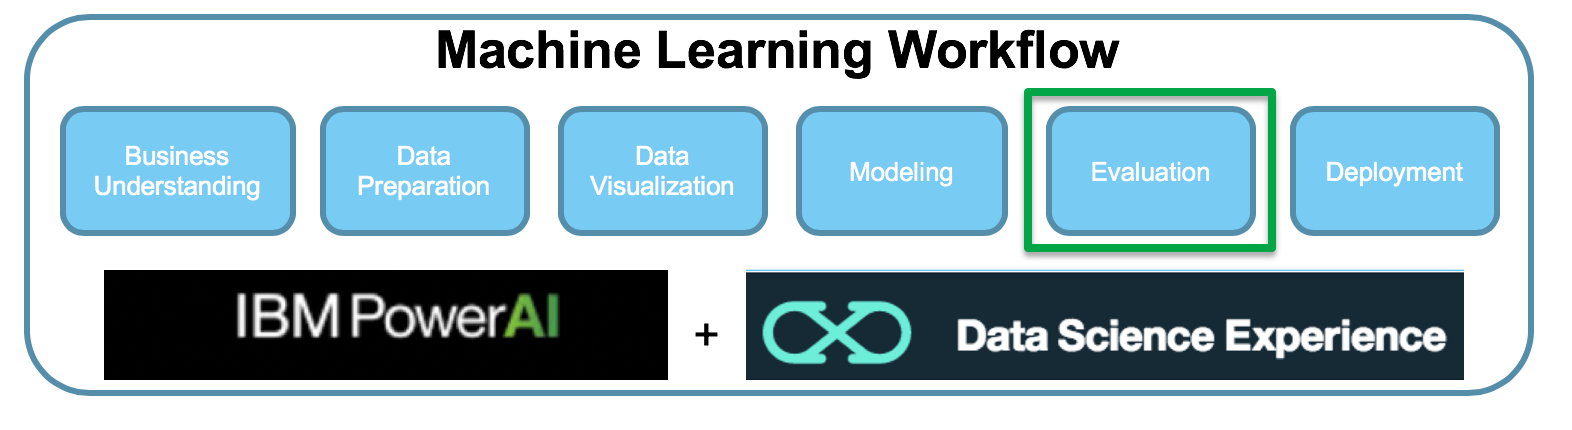 Machine Learning Workflow
Business
Understanding
Data
Preparation
Data
Visualization
Modeling
Evaluation
Deployment
IBM PowerAI
+
Data Science Experience